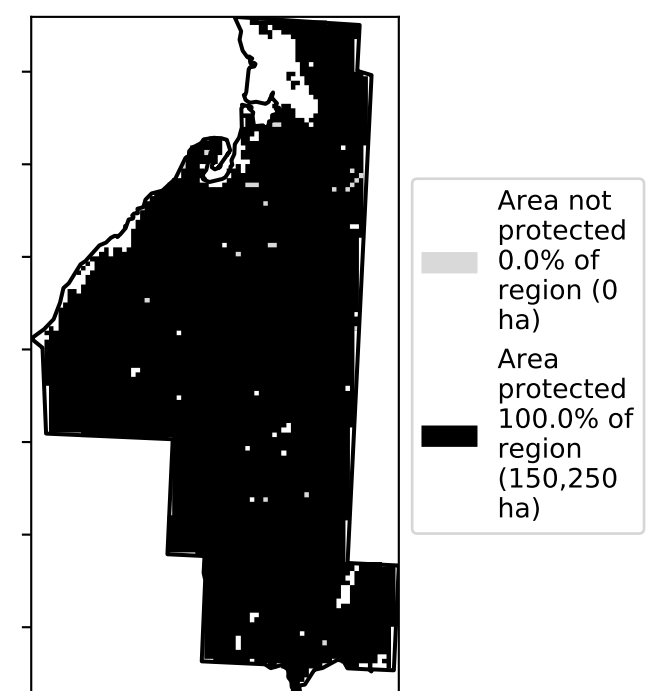 Area not
protected
0.0% of
region (0
ha)
Area
protected
100.0% of
region
(150,250
ha)